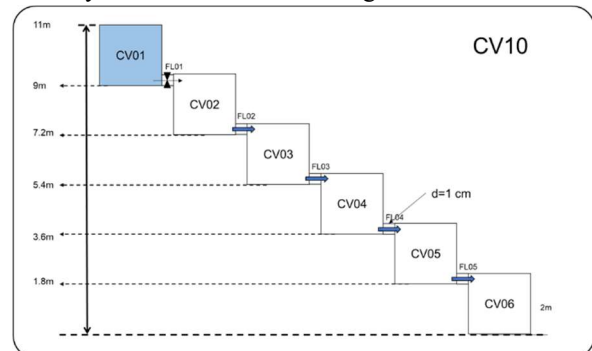 11m
CV10
CV01
FL01
9m
CV02
FL02
7.2m
CV03
FL03
5.4m
CV04
d=1 cm
FL04
3.6m
CV05
FL05
1.8m
CV06
2m